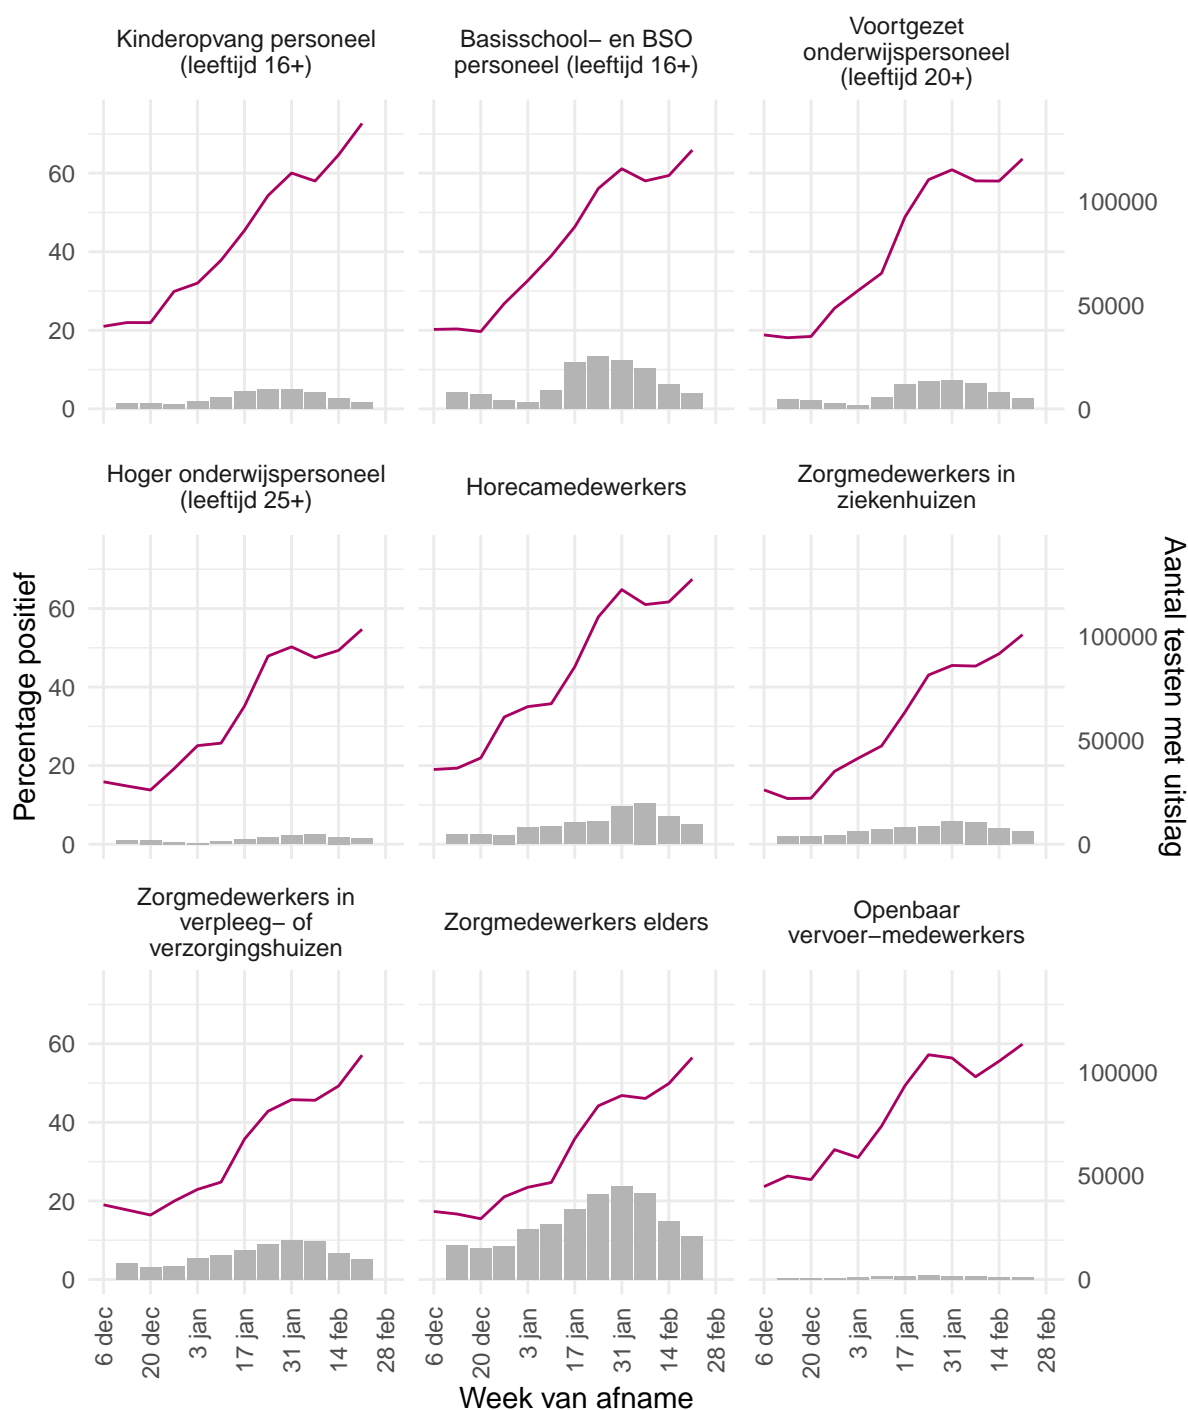 Kinderopvang personeel
(leeftijd 16+)
Basisschool− en BSO
personeel (leeftijd 16+)
Voortgezet
onderwijspersoneel
(leeftijd 20+)
60
40
20
0
100000
50000
0
Hoger onderwijspersoneel
(leeftijd 25+)
Horecamedewerkers
Zorgmedewerkers in
ziekenhuizen
60
40
20
0
100000
50000
0
Percentage positief
Aantal testen met uitslag
Zorgmedewerkers in
verpleeg− of
verzorgingshuizen
Zorgmedewerkers elders
Openbaar
vervoer−medewerkers
60
40
20
0
100000
50000
0
6 dec
20 dec
3 jan
17 jan
31 jan
14 feb
28 feb
6 dec
20 dec
3 jan
17 jan
31 jan
14 feb
28 feb
6 dec
20 dec
3 jan
17 jan
31 jan
14 feb
28 feb
Week van afname